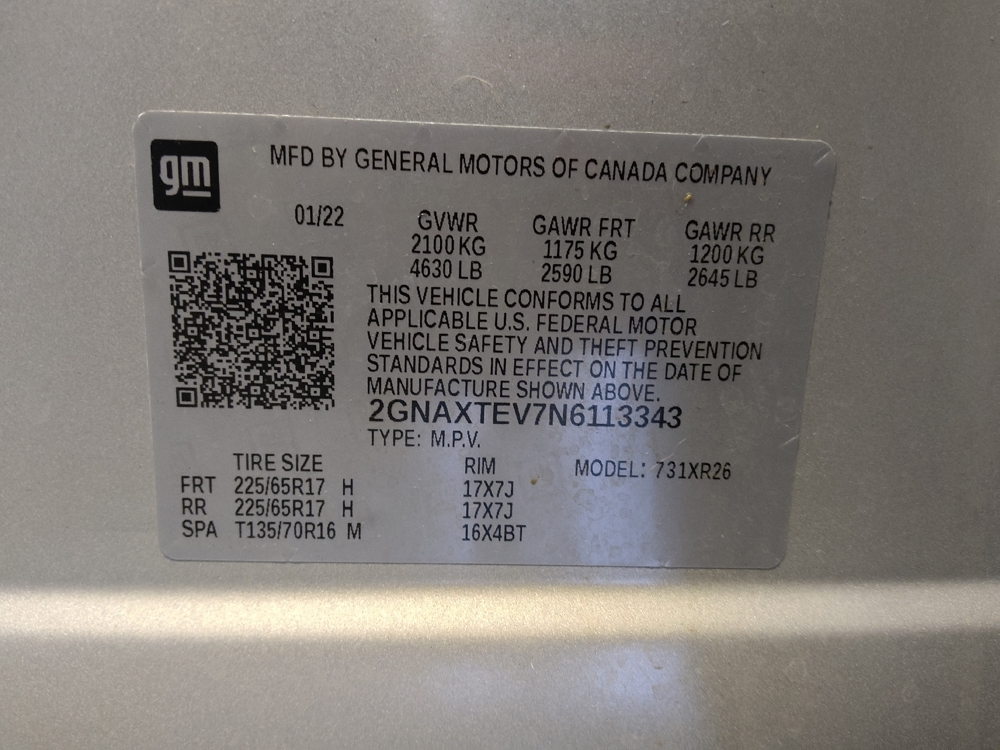 gm
MFD BY GENERAL MOTORS OF CANADA COMPANY
01/22 GVWR GAWR FRT GAWR RR
2100 KG 1175 KG 1200 KG
4630 LB 2590 LB 2645 LB
THIS VEHICLE CONFORMS TO ALL
APPLICABLE U.S. FEDERAL MOTOR
VEHICLE SAFETY AND THEFT PREVENTION
STANDARDS IN EFFECT ON THE DATE OF
MANUFACTURE SHOWN ABOVE.
2GNAXTEV7N6113343
TYPE: M.P.V.
TIRE SIZE RIM MODEL: 731XR26
FRT 225/65R17 H 17X7J
RR 225/65R17 H 17X7J
SPA T135/70R16 M 16X4BT